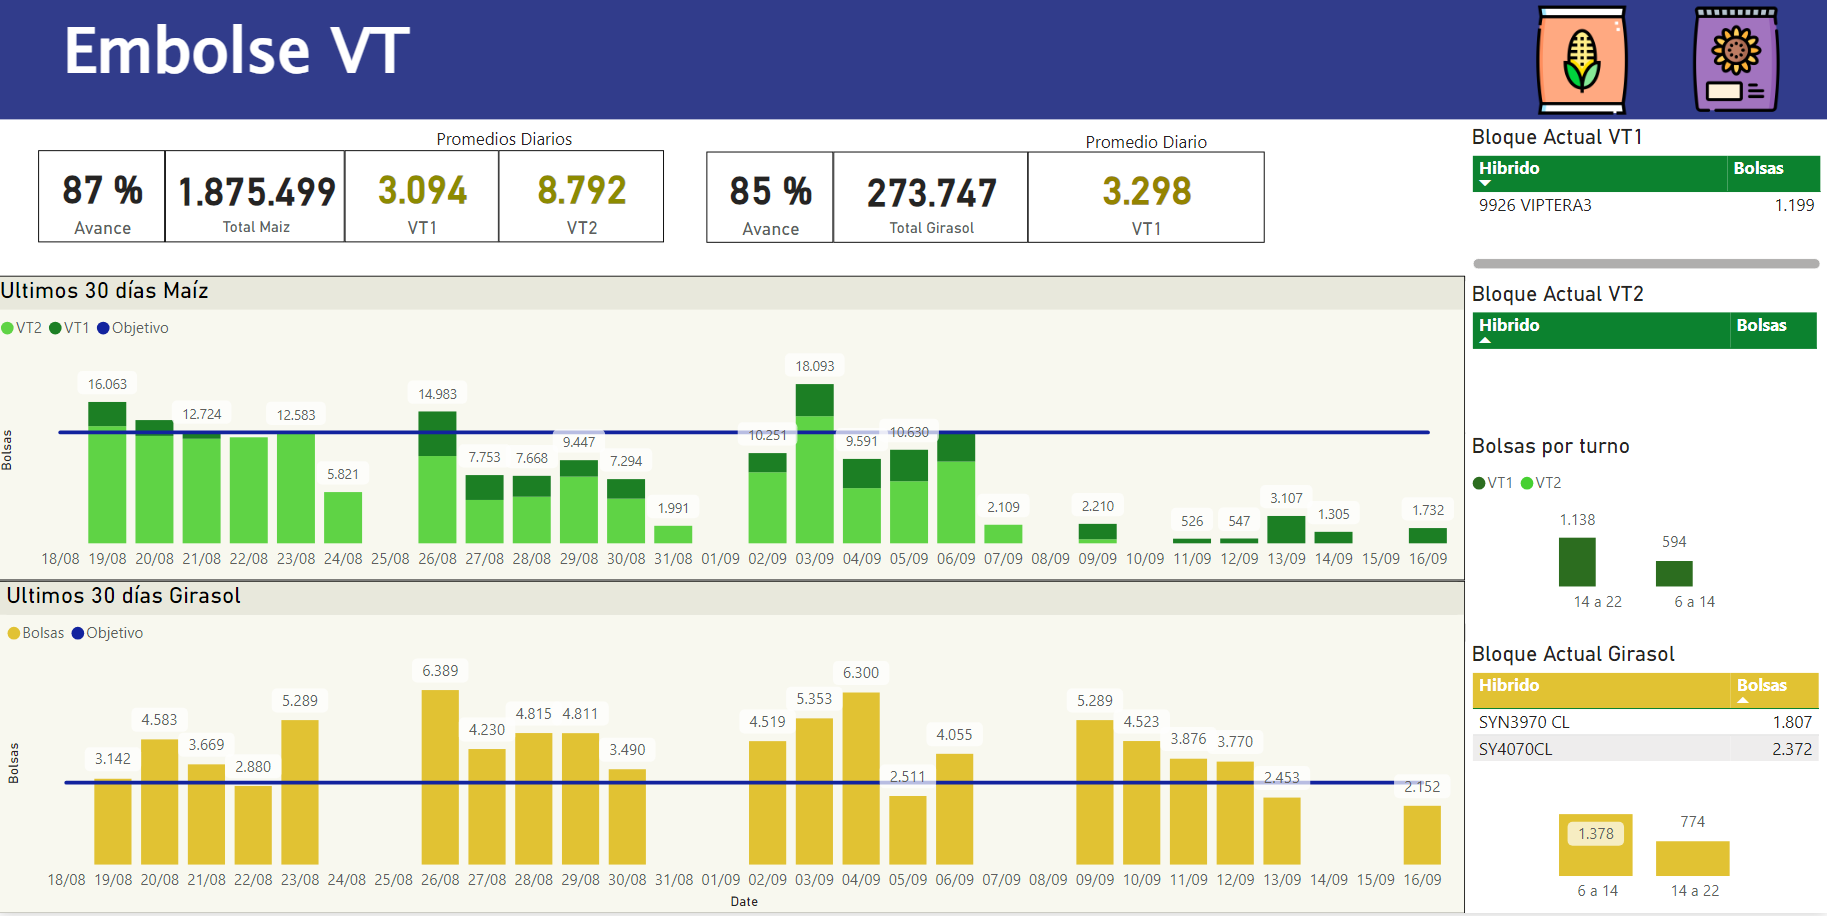 Embolse VT
Promedios Diarios
87 %
Avance
1.875.499
Total Maiz
3.094
VT1
8.792
VT2
Promedio Diario
85 %
Avance
273.747
Total Girasol
3.298
VT1
Bloque Actual VT1
Hibrido Bolsas
9926 VIPTERA3 1.199
Bloque Actual VT2
Hibrido Bolsas
Bolsas por turno
VT1 VT2
1.138 594
14 a 22 6 a 14
Bloque Actual Girasol
Hibrido Bolsas
SYN3970 CL 1.807
SY4070CL 2.372
1.378 774
6 a 14 14 a 22
Ultimos 30 días Maíz
VT2 VT1 Objetivo
Bolsas
16.063 12.724 12.583 5.821 14.983 7.753 7.668 9.447 7.294 1.991 10.251 18.093 9.591 10.630 2.109 2.210 526 547 3.107 1.305 1.732
18/08 19/08 20/08 21/08 22/08 23/08 24/08 25/08 26/08 27/08 28/08 29/08 30/08 31/08 01/09 02/09 03/09 04/09 05/09 06/09 07/09 08/09 09/09 10/09 11/09 12/09 13/09 14/09 15/09 16/09
Ultimos 30 días Girasol
Bolsas Objetivo
Bolsas
3.142 4.583 3.669 2.880 5.289 6.389 4.230 4.815 4.811 3.490 4.519 5.353 6.300 2.511 4.055 5.289 4.523 3.876 3.770 2.453 2.152
18/08 19/08 20/08 21/08 22/08 23/08 24/08 25/08 26/08 27/08 28/08 29/08 30/08 31/08 01/09 02/09 03/09 04/09 05/09 06/09 07/09 08/09 09/09 10/09 11/09 12/09 13/09 14/09 15/09 16/09
Date